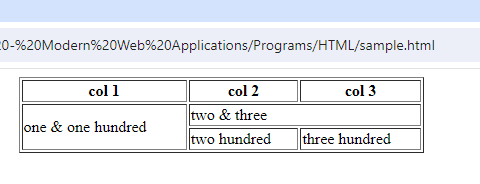 0-%20Modern%20Web%20Applications/Programs/HTML/sample.html
col 1 col 2 col 3
one & one hundred two & three
two hundred three hundred